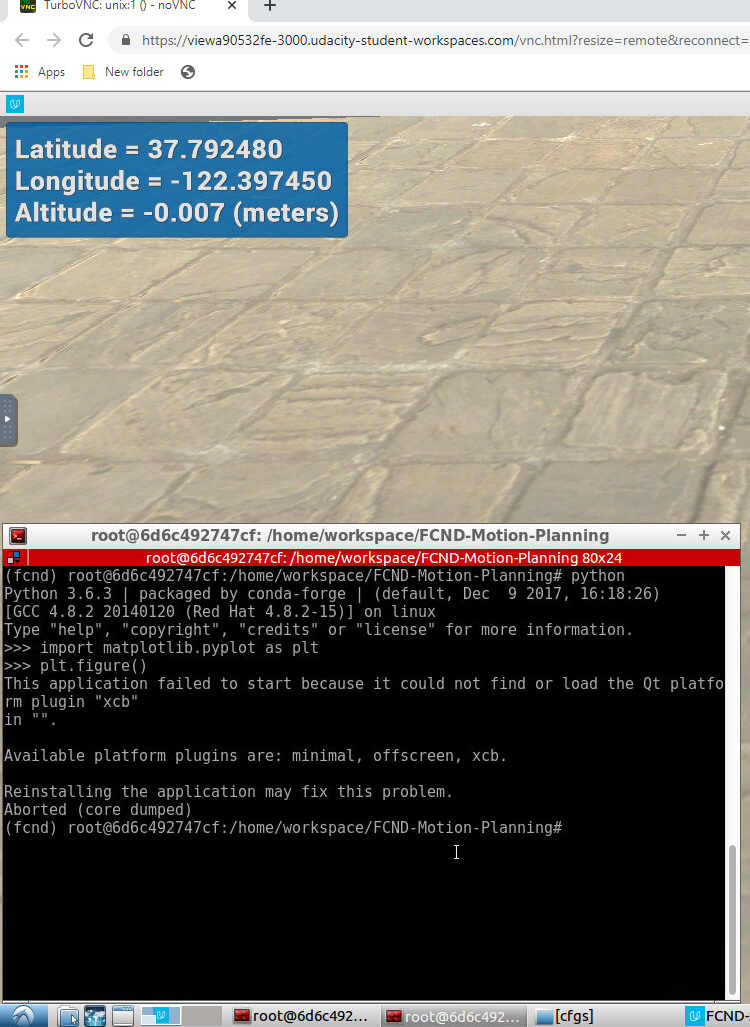 TurboVNC: unix:1 () - noVNC
https://viewa90532fe-3000.udacity-student-workspaces.com/vnc.html?resize=remote&reconnect=
Apps New folder
Latitude = 37.792480
Longitude = -122.397450
Altitude = -0.007 (meters)
root@6d6c492747cf: /home/workspace/FCND-Motion-Planning
root@6d6c492747cf: /home/workspace/FCND-Motion-Planning 80x24
(fcnd) root@6d6c492747cf:/home/workspace/FCND-Motion-Planning# python
Python 3.6.3 | packaged by conda-forge | (default, Dec  9 2017, 16:18:26)
[GCC 4.8.2 20140120 (Red Hat 4.8.2-15)] on linux
Type "help", "copyright", "credits" or "license" for more information.
>>> import matplotlib.pyplot as plt
>>> plt.figure()
This application failed to start because it could not find or load the Qt platfo
rm plugin "xcb"
in "".
Available platform plugins are: minimal, offscreen, xcb.
Reinstalling the application may fix this problem.
Aborted (core dumped)
(fcnd) root@6d6c492747cf:/home/workspace/FCND-Motion-Planning#
root@6d6c492... root@6d6c492... [cfgs] FCND-